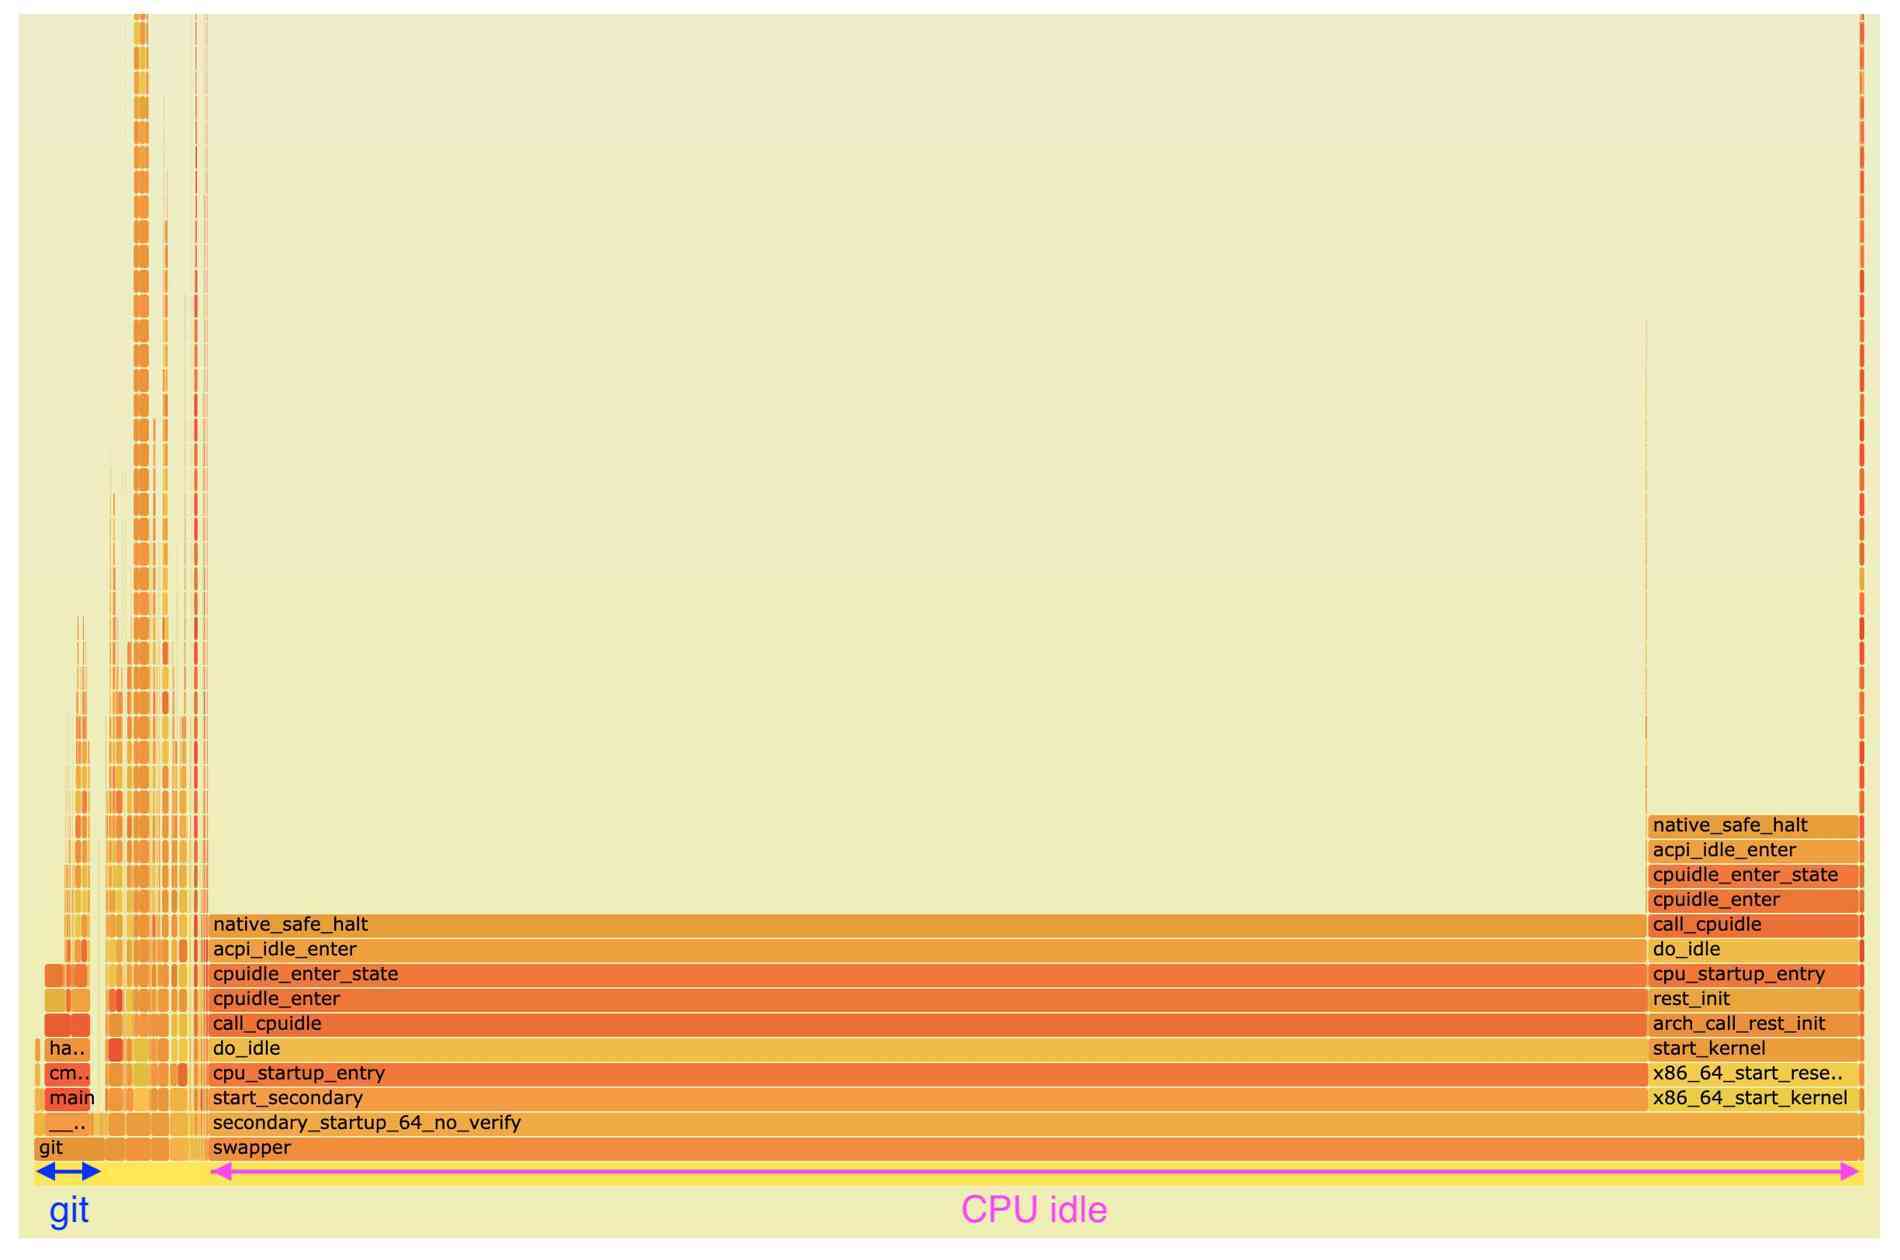 native_safe_halt
acpi_idle_enter
cpuidle_enter_state
cpuidle_enter
native_safe_halt call_cpuidle
acpi_idle_enter do_idle
cpuidle_enter_state cpu_startup_entry
cpuidle_enter rest_init
call_cpuidle arch_call_rest_init
ha.. do_idle start_kernel
cm.. cpu_startup_entry x86_64_start_rese..
main start_secondary x86_64_start_kernel
__.. secondary_startup_64_no_verify
git swapper
git CPU idle